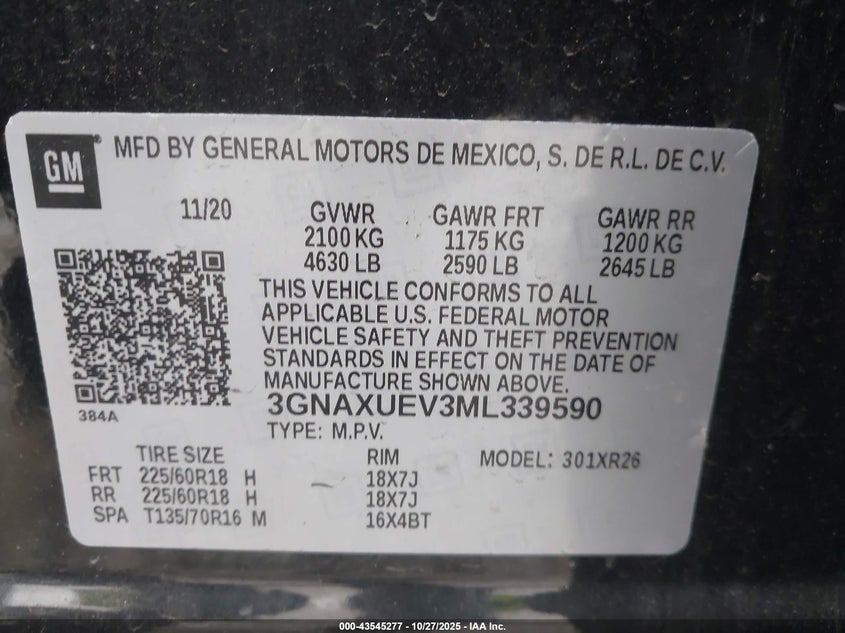 GM
MFD BY GENERAL MOTORS DE MEXICO, S. DE R.L. DE C.V.
11/20 GVWR GAWR FRT GAWR RR
2100 KG 1175 KG 1200 KG
4630 LB 2590 LB 2645 LB
THIS VEHICLE CONFORMS TO ALL
APPLICABLE U.S. FEDERAL MOTOR
VEHICLE SAFETY AND THEFT PREVENTION
STANDARDS IN EFFECT ON THE DATE OF
MANUFACTURE SHOWN ABOVE.
384A
3GNAXUEV3ML339590
TYPE: M.P.V.
TIRE SIZE RIM MODEL: 301XR26
FRT 225/60R18 H 18X7J
RR 225/60R18 H 18X7J
SPA T135/70R16 M 16X4BT
000-43545277 - 10/27/2025 - IAA Inc.